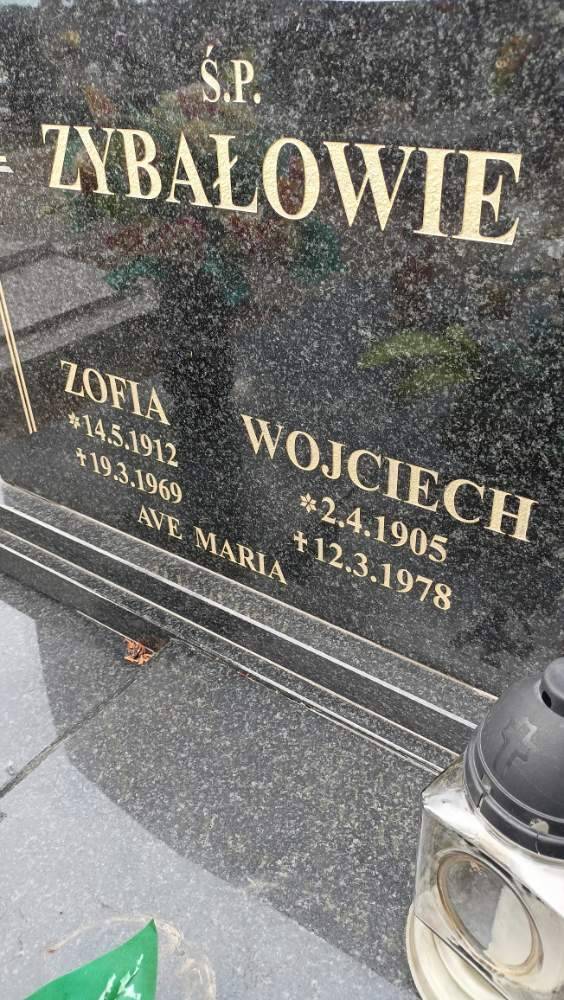 Ś.P.
ZYBAŁOWIE
ZOFIA
*14.5.1912
†19.3.1969
WOJCIECH
*2.4.1905
†12.3.1978
AVE MARIA